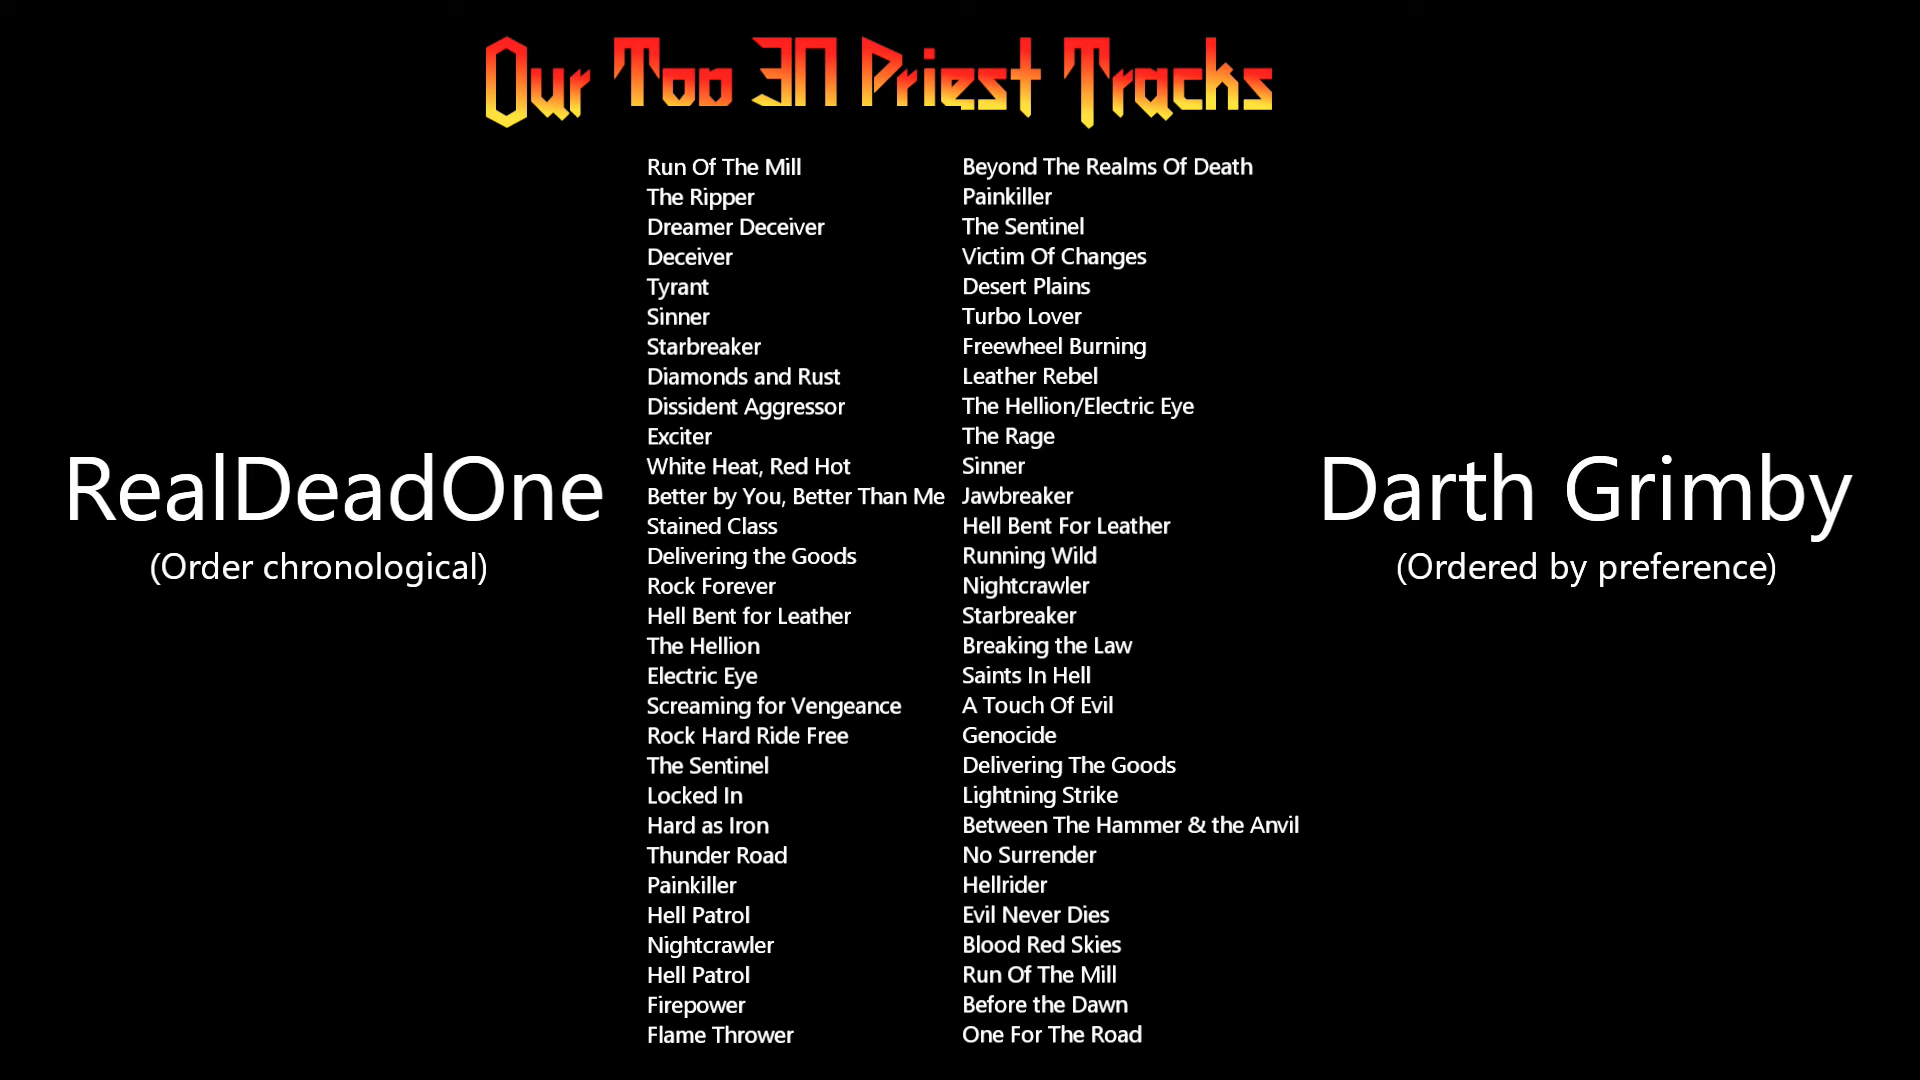 Our Top 30 Priest Tracks
RealDeadOne
(Order chronological)
Run Of The Mill
The Ripper
Dreamer Deceiver
Deceiver
Tyrant
Sinner
Starbreaker
Diamonds and Rust
Dissident Aggressor
Exciter
White Heat, Red Hot
Better by You, Better Than Me
Stained Class
Delivering the Goods
Rock Forever
Hell Bent for Leather
The Hellion
Electric Eye
Screaming for Vengeance
Rock Hard Ride Free
The Sentinel
Locked In
Hard as Iron
Thunder Road
Painkiller
Hell Patrol
Nightcrawler
Hell Patrol
Firepower
Flame Thrower
Beyond The Realms Of Death
Painkiller
The Sentinel
Victim Of Changes
Desert Plains
Turbo Lover
Freewheel Burning
Leather Rebel
The Hellion/Electric Eye
The Rage
Sinner
Jawbreaker
Hell Bent For Leather
Running Wild
Nightcrawler
Starbreaker
Breaking the Law
Saints In Hell
A Touch Of Evil
Genocide
Delivering The Goods
Lightning Strike
Between The Hammer & the Anvil
No Surrender
Hellrider
Evil Never Dies
Blood Red Skies
Run Of The Mill
Before the Dawn
One For The Road
Darth Grimby
(Ordered by preference)